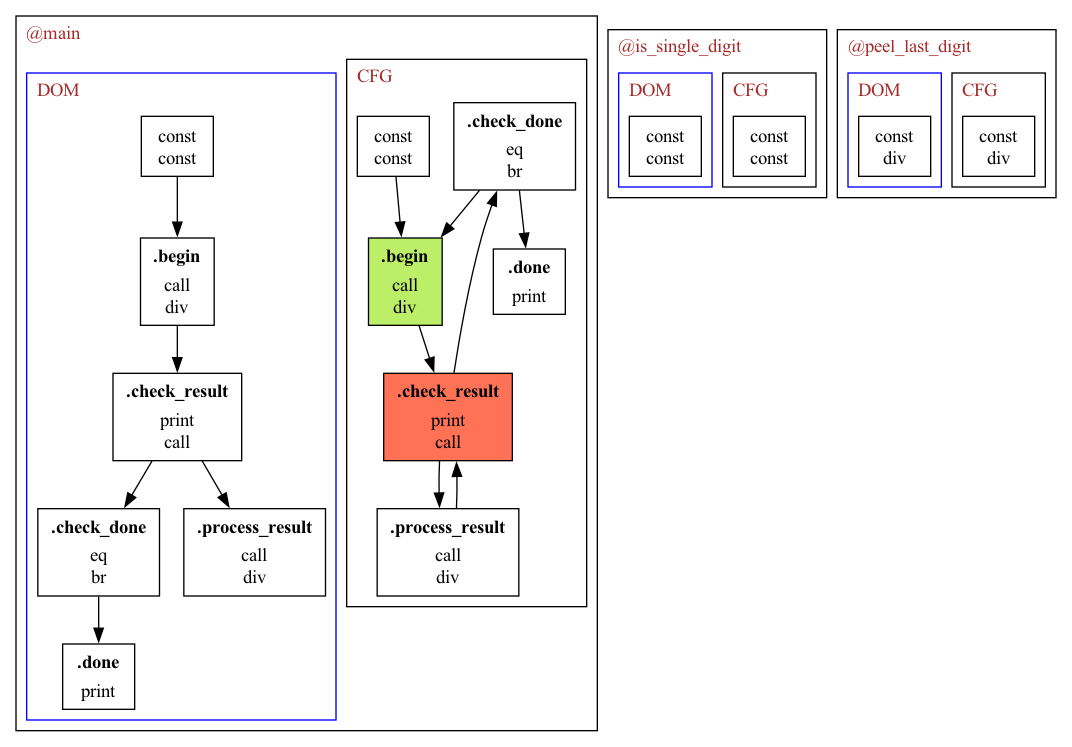 @main
DOM
const
const
.begin
call
div
.check_result
print
call
.check_done
eq
br
.process_result
call
div
.done
print
CFG
const
const
.check_done
eq
br
.begin
call
div
.done
print
.check_result
print
call
.process_result
call
div
@is_single_digit
DOM
const
const
CFG
const
const
@peel_last_digit
DOM
const
div
CFG
const
div